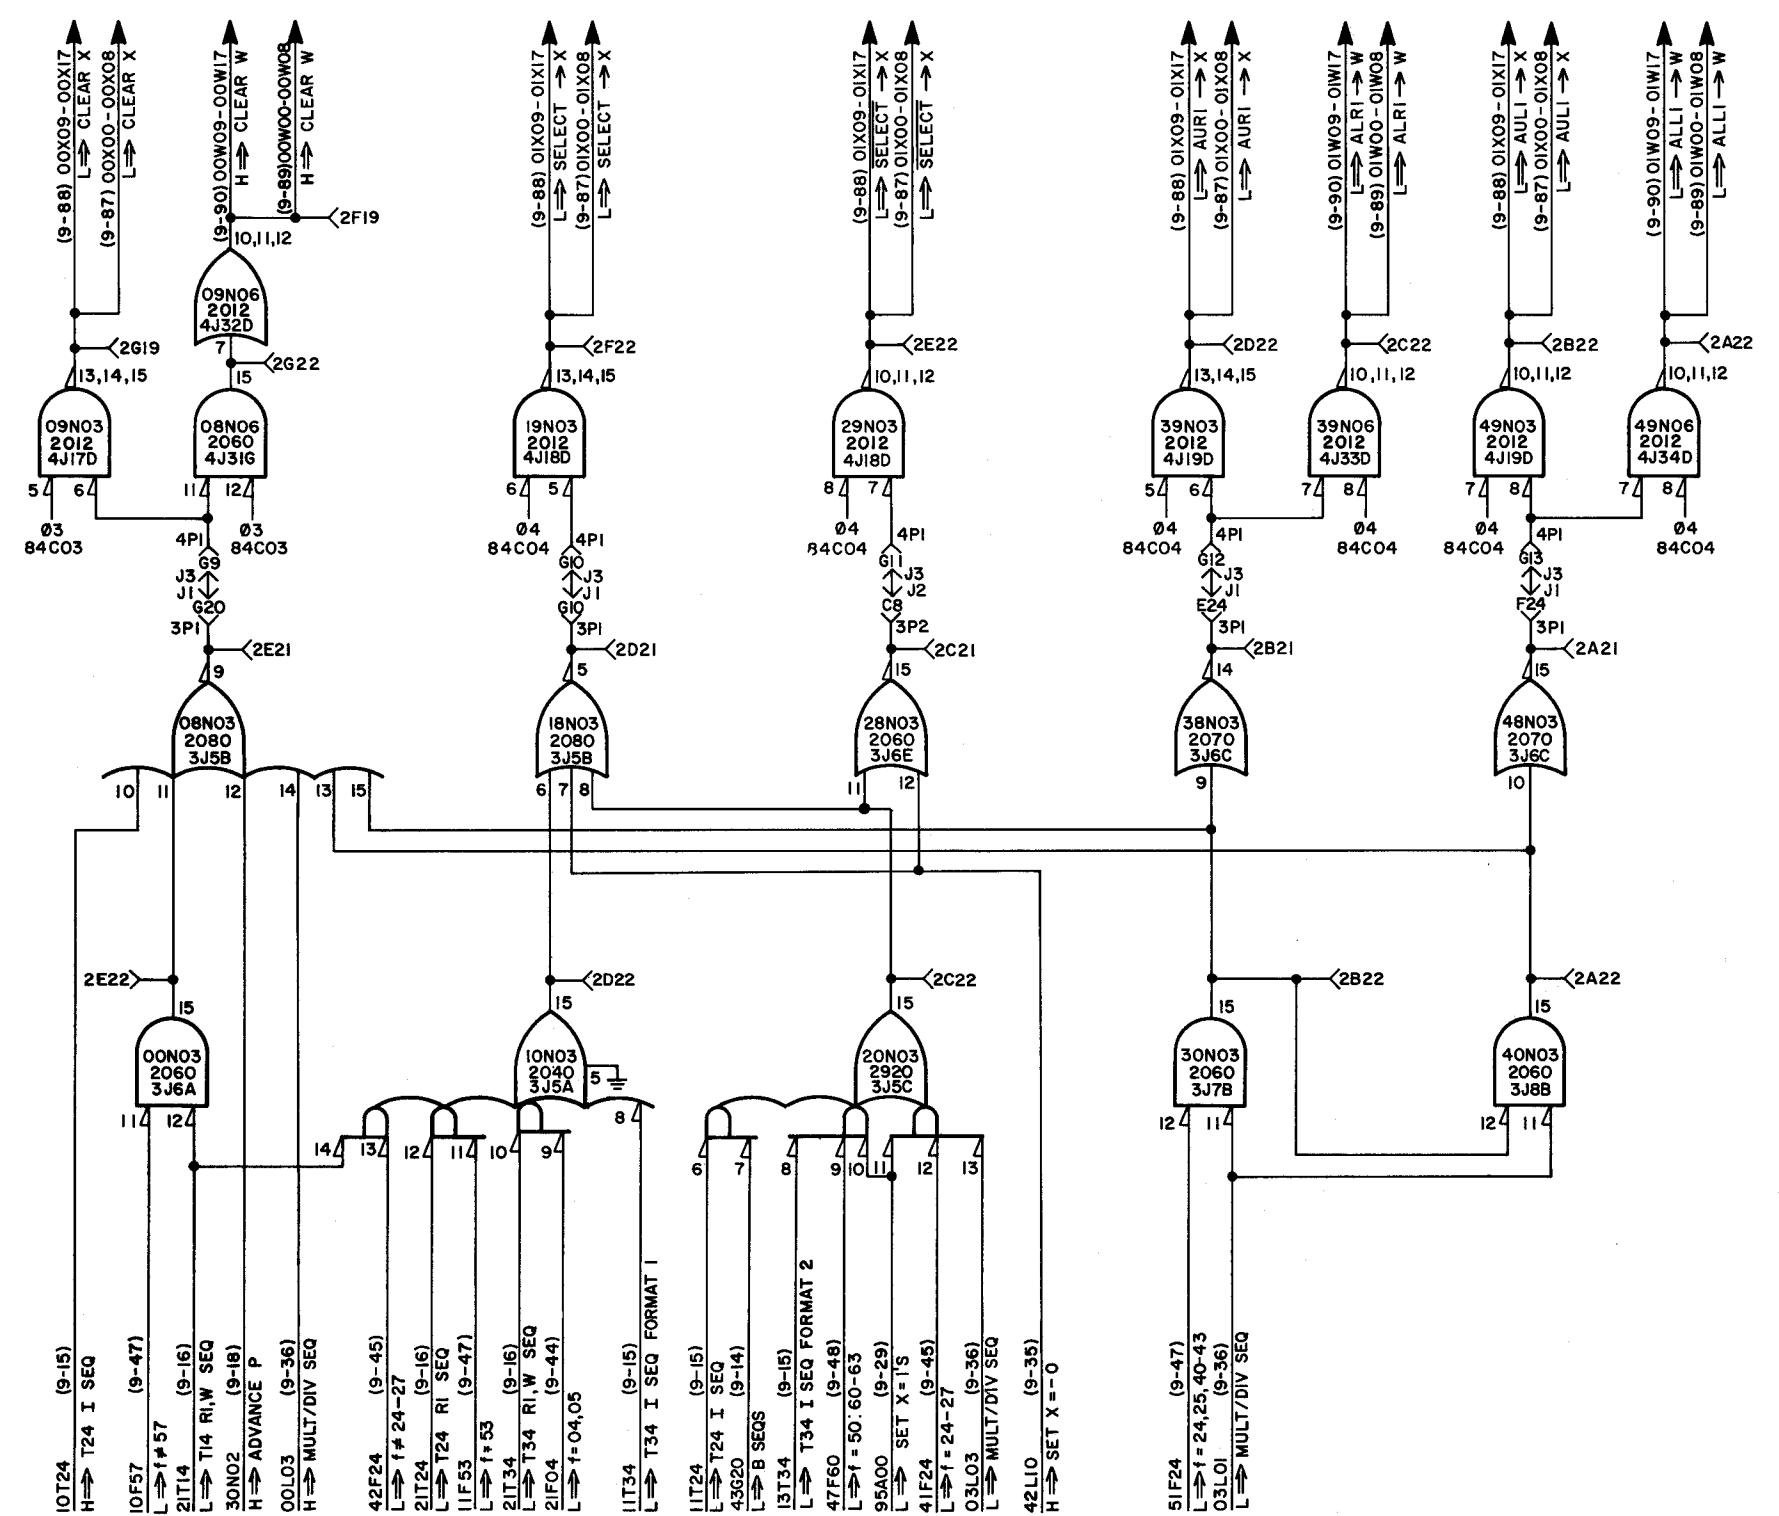 (9-88) 00X09-00X17
L⟹ CLEAR X
(9-87) 00X00-00X08
L⟹ CLEAR X
(9-90) 00W09-00W17
H⟹ CLEAR W
(9-89) 00W00-00W08
H⟹ CLEAR W
(9-88) 01X09-01X17
L⟹ SELECT → X
(9-87) 01X00-01X08
L⟹ SELECT → X
(9-88) 01X09-01X17
L⟹ S̅E̅L̅E̅C̅T̅ → X
(9-87) 01X00-01X08
L⟹ S̅E̅L̅E̅C̅T̅ → X
(9-88) 01X09-01X17
L⟹ AUR1 → X
(9-87) 01X00-01X08
L⟹ AUR1 → X
(9-90) 01W09-01W17
L⟹ ALR1 → W
(9-89) 01W00-01W08
L⟹ ALR1 → W
(9-88) 01X09-01X17
L⟹ AUL1 → X
(9-87) 01X00-01X08
L⟹ AUL1 → X
(9-90) 01W09-01W17
L⟹ ALL1 → W
(9-89) 01W00-01W08
L⟹ ALL1 → W
2F19
10,11,12
09N06
2012
4J32D
7
2G19
2G22
2F22
2E22
2D22
2C22
2B22
2A22
13,14,15
15
13,14,15
10,11,12
13,14,15
10,11,12
10,11,12
10,11,12
09N03
2012
4J17D
08N06
2060
4J31G
19N03
2012
4J18D
29N03
2012
4J18D
39N03
2012
4J19D
39N06
2012
4J33D
49N03
2012
4J19D
49N06
2012
4J34D
5 6
11 12
6 5
8 7
5 6
7 8
7 8
7 8
Ø3
84C03
Ø3
84C03
Ø4
84C04
Ø4
84C04
Ø4
84C04
Ø4
84C04
Ø4
84C04
Ø4
84C04
4P1
G9
J3
J1
G20
3P1
4P1
G10
J3
J1
G10
3P1
4P1
G11
J3
J2
C8
3P2
4P1
G12
J3
J1
E24
3P1
4P1
G13
J3
J1
F24
3P1
2E21
2D21
2C21
2B21
2A21
9
5
15
14
15
08N03
2080
3J5B
18N03
2080
3J5B
28N03
2060
3J6E
38N03
2070
3J6C
48N03
2070
3J6C
10 11 12 14 13 15
6 7 8
11 12
9
10
2E22
2D22
2C22
2B22
2A22
15
15
15
15
15
00N03
2060
3J6A
10N03
2040
3J5A
5
20N03
2920
3J5C
30N03
2060
3J7B
40N03
2060
3J8B
11 12
14 13 12 11 10 9 8
6 7 8 9 10 11 12 13
12 11
12 11
10T24 (9-15)
H⟹ T24 I SEQ
10F57 (9-47)
L⟹ f≠57
21T14 (9-16)
L⟹ T14 R1,W SEQ
30N02 (9-18)
H⟹ ADVANCE P
00L03 (9-36)
H⟹ MULT/DIV SEQ
42F24 (9-45)
L⟹ f≠24-27
21T24 (9-16)
L⟹ T24 R1 SEQ
11F53 (9-47)
L⟹ f=53
21T34 (9-16)
L⟹ T34 R1,W SEQ
21F04 (9-44)
L⟹ f=04,05
11T34 (9-15)
L⟹ T34 I SEQ FORMAT 1
11T24 (9-15)
L⟹ T24 I SEQ
43G20 (9-14)
L⟹ B SEQS
13T34 (9-15)
L⟹ T34 I SEQ FORMAT 2
47F60 (9-48)
L⟹ f=50:60-63
95A00 (9-29)
L⟹ SET X=1'S
41F24 (9-45)
L⟹ f=24-27
03L03 (9-36)
L⟹ MULT/DIV SEQ
42L10 (9-35)
H⟹ SET X=-0
51F24 (9-47)
L⟹ f=24,25,40-43
03L01 (9-36)
L⟹ MULT/DIV SEQ